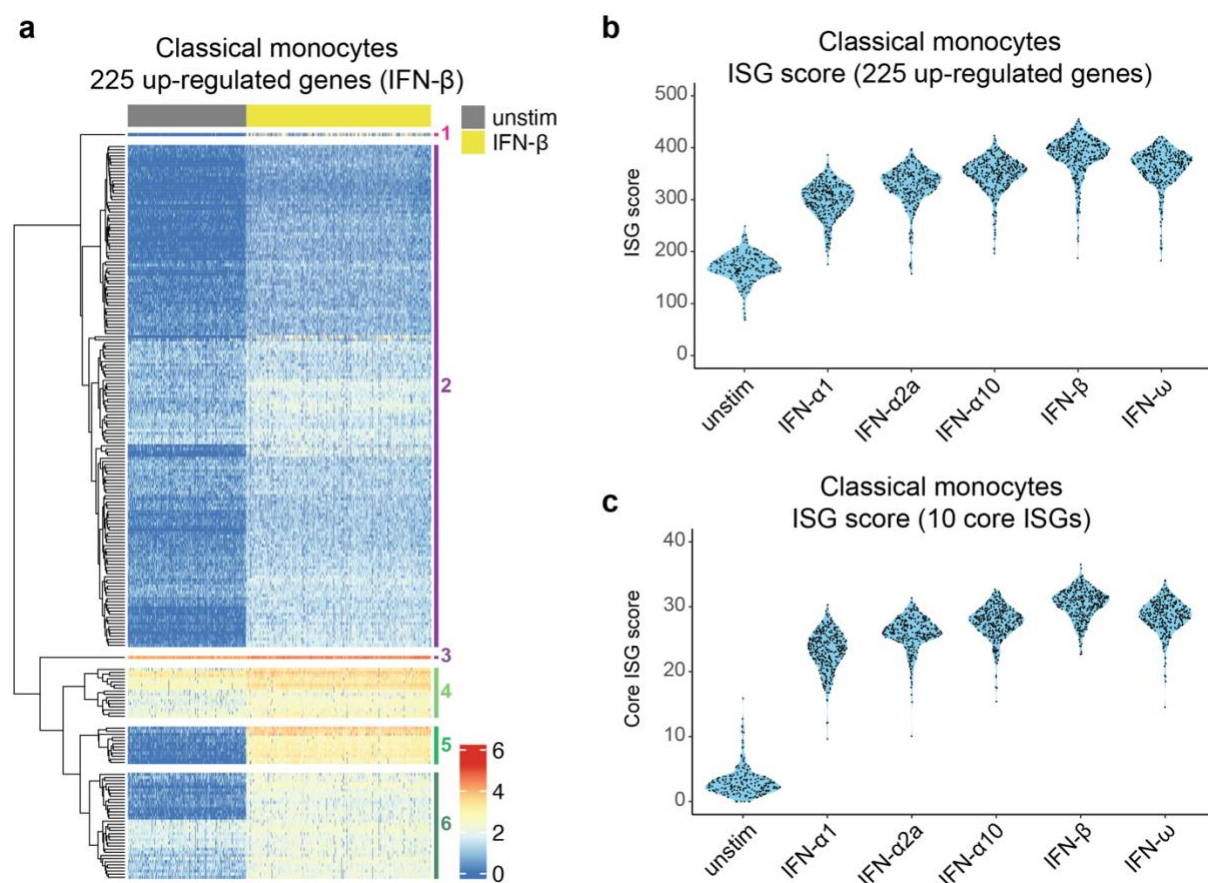 a
Classical monocytes
225 up-regulated genes (IFN-β)
unstim
IFN-β
1
2
3
4
5
6
6
4
2
0
b
Classical monocytes
ISG score (225 up-regulated genes)
ISG score
500
400
300
200
100
0
unstim
IFN-α1
IFN-α2a
IFN-α10
IFN-β
IFN-ω
c
Classical monocytes
ISG score (10 core ISGs)
Core ISG score
40
30
20
10
0
unstim
IFN-α1
IFN-α2a
IFN-α10
IFN-β
IFN-ω